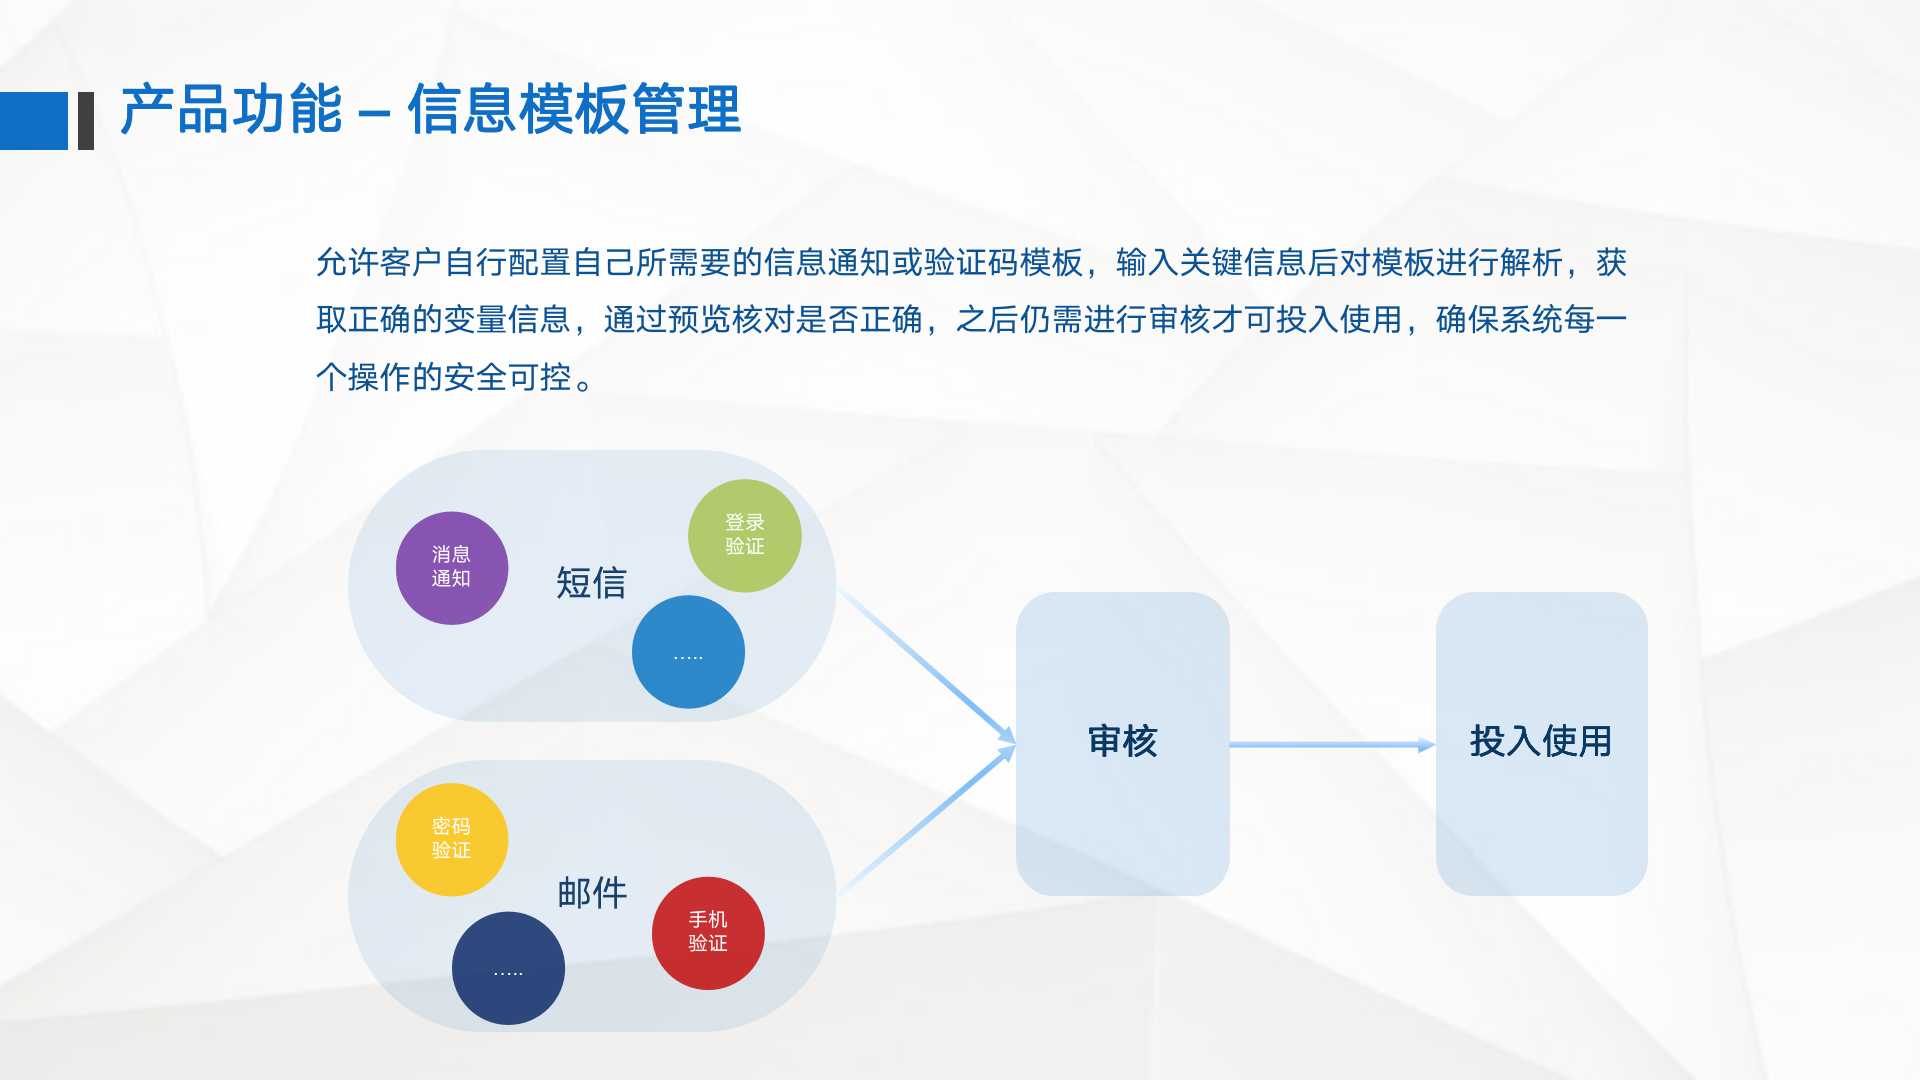 产品功能 – 信息模板管理
允许客户自行配置自己所需要的信息通知或验证码模板，输入关键信息后对模板进行解析，获
取正确的变量信息，通过预览核对是否正确，之后仍需进行审核才可投入使用，确保系统每一
个操作的安全可控。
消息
通知
短信
登录
验证
…..
密码
验证
邮件
…..
手机
验证
审核
投入使用